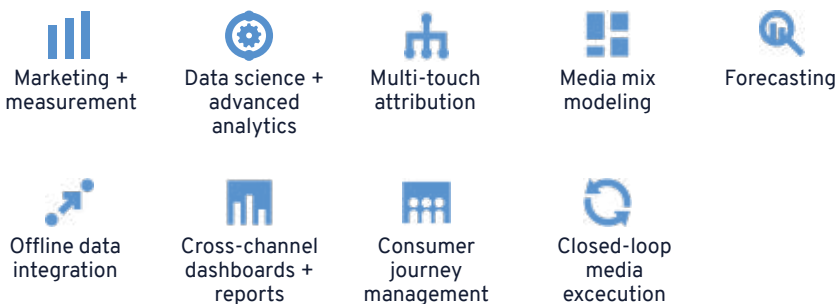 Marketing +
measurement
Data science +
advanced
analytics
Multi-touch
attribution
Media mix
modeling
Forecasting
Offline data
integration
Cross-channel
dashboards +
reports
Consumer
journey
management
Closed-loop
media
excecution